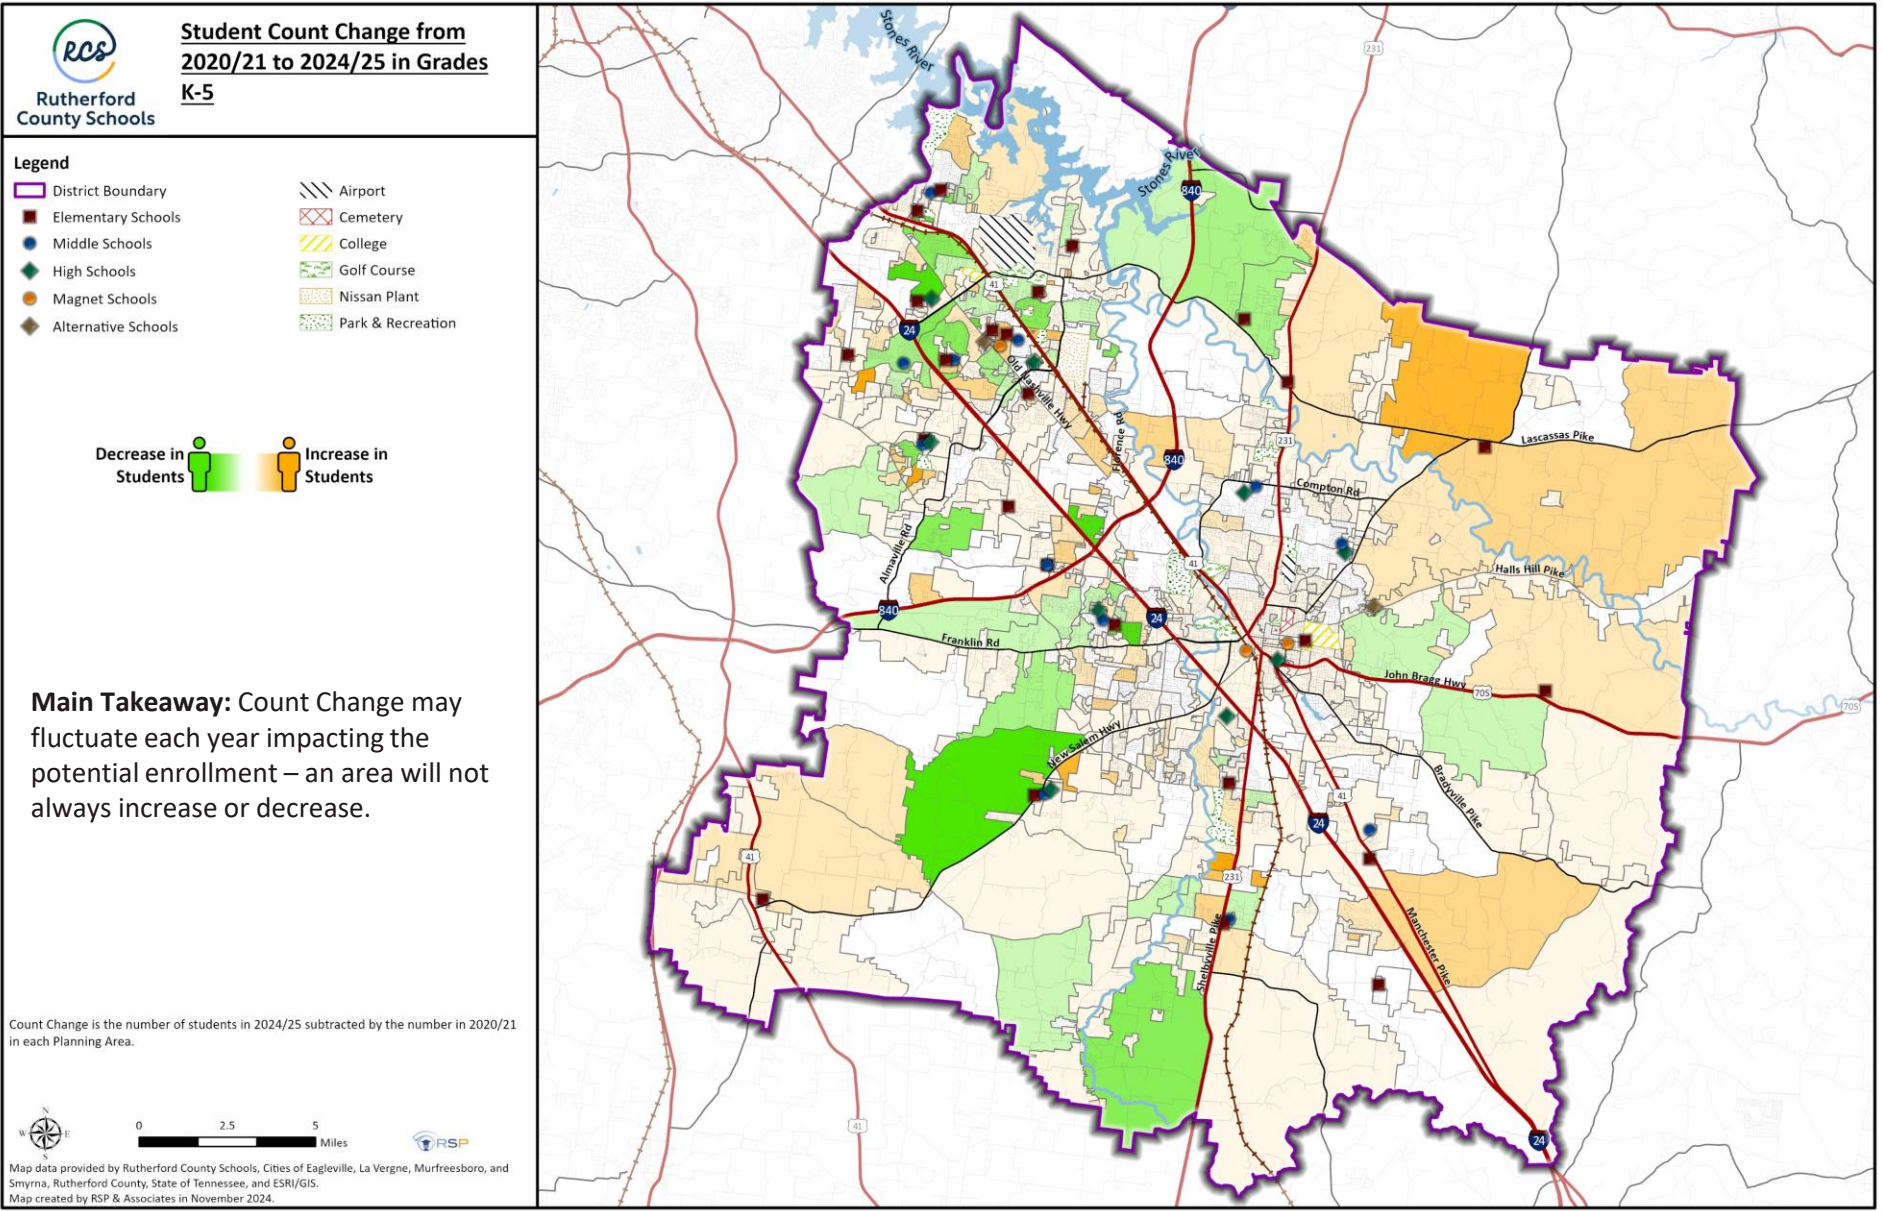 RCS
Rutherford
County Schools
Student Count Change from
2020/21 to 2024/25 in Grades
K-5
Legend
District Boundary
Elementary Schools
Middle Schools
High Schools
Magnet Schools
Alternative Schools
Airport
Cemetery
College
Golf Course
Nissan Plant
Park & Recreation
Decrease in
Students
Increase in
Students
Main Takeaway: Count Change may
fluctuate each year impacting the
potential enrollment – an area will not
always increase or decrease.
Count Change is the number of students in 2024/25 subtracted by the number in 2020/21
in each Planning Area.
N
W E
S
0 2.5 5
Miles
RSP
Map data provided by Rutherford County Schools, Cities of Eagleville, La Vergne, Murfreesboro, and
Smyrna, Rutherford County, State of Tennessee, and ESRI/GIS.
Map created by RSP & Associates in November 2024.
Stones River
231
Stones River
840
41
24
Old Nashville Hwy
Florence Rd
231
Lascassas Pike
840
Compton Rd
Almaville Rd
41
Halls Hill Pike
840
24
Franklin Rd
John Bragg Hwy
70S
70S
New Salem Hwy
Bradyville Pike
41
24
41
231
Shelbyville Pike
Manchester Pike
41
24